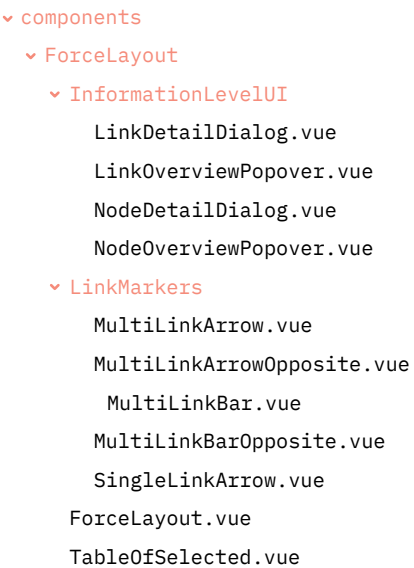 components
ForceLayout
InformationLevelUI
LinkDetailDialog.vue
LinkOverviewPopover.vue
NodeDetailDialog.vue
NodeOverviewPopover.vue
LinkMarkers
MultiLinkArrow.vue
MultiLinkArrowOpposite.vue
MultiLinkBar.vue
MultiLinkBarOpposite.vue
SingleLinkArrow.vue
ForceLayout.vue
TableOfSelected.vue